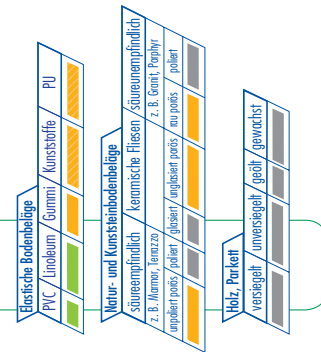 Elastische Bodenbeläge
PVC Linoleum Gummi Kunststoffe PU
Natur- und Kunststeinbodenbeläge
säureempfindlich keramische Fliesen säureunempfindlich
z. B. Marmor, Terrazzo z. B. Granit, Porphyr
unpoliert porös poliert glasiert unglasiert porös rau porös poliert
Holz, Parkett
versiegelt unversiegelt geölt gewachst